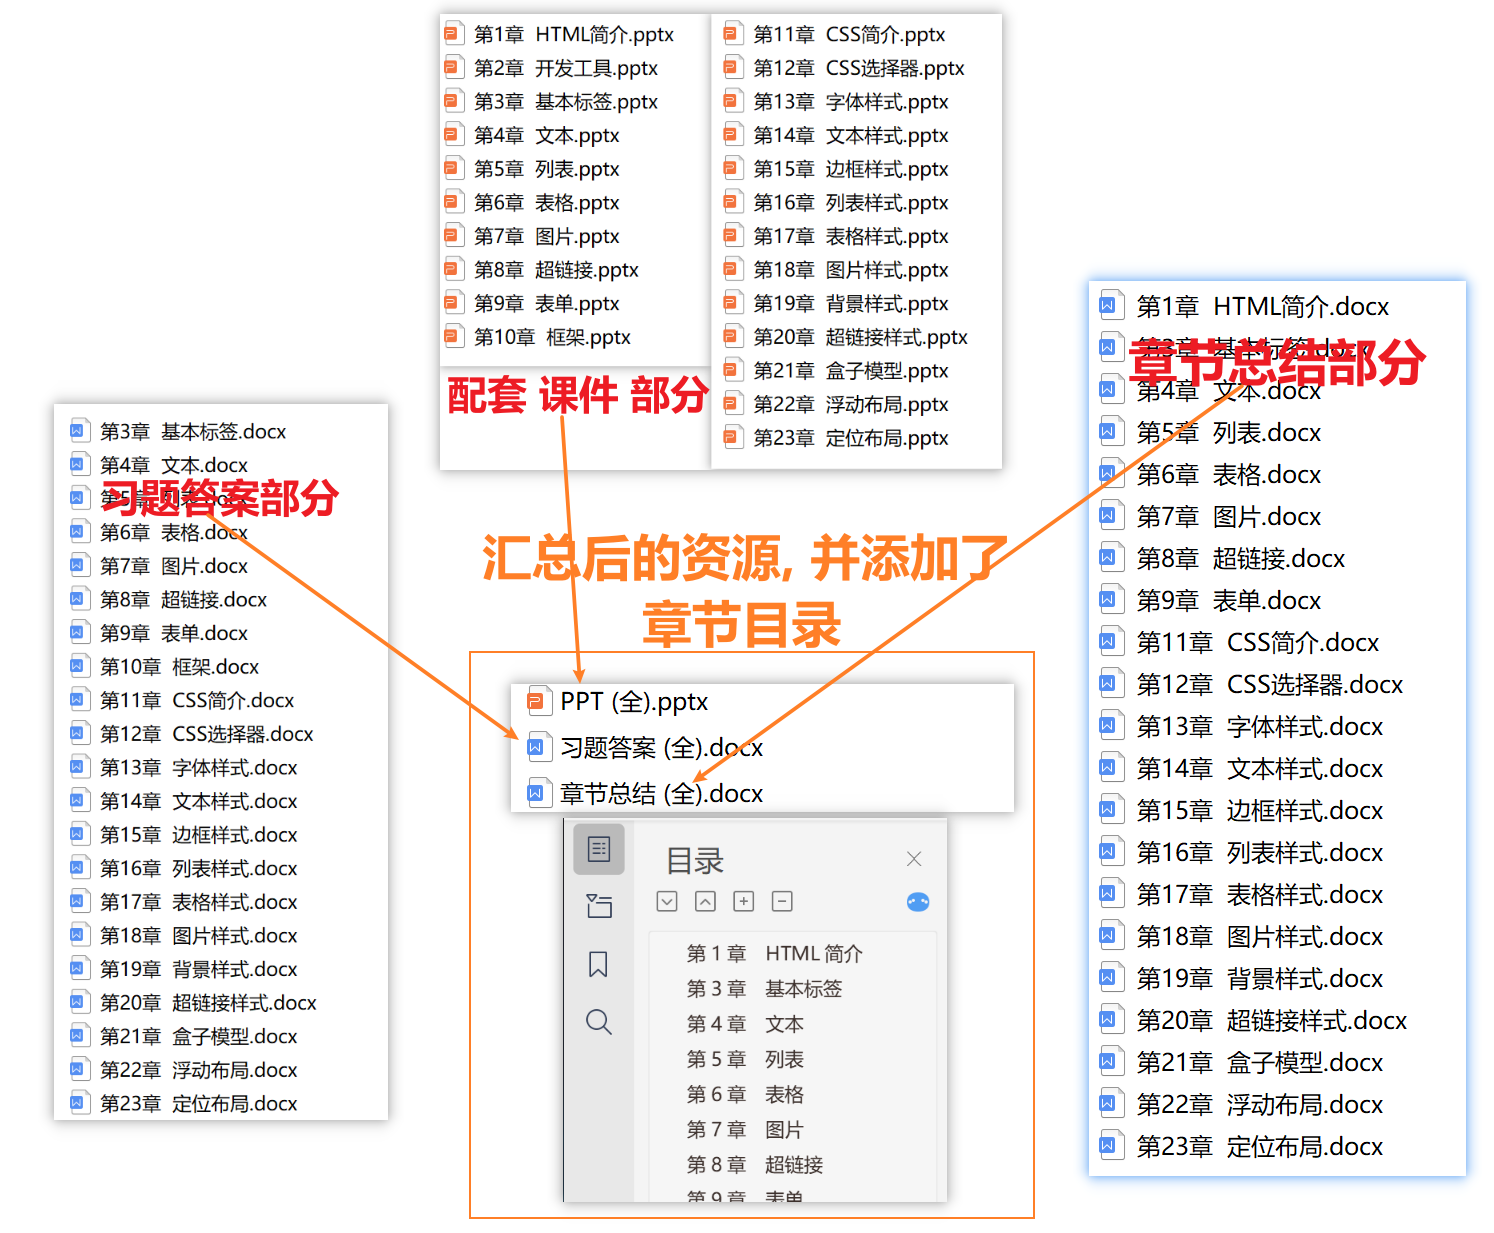 第1章  HTML简介.pptx
第2章  开发工具.pptx
第3章  基本标签.pptx
第4章  文本.pptx
第5章  列表.pptx
第6章  表格.pptx
第7章  图片.pptx
第8章  超链接.pptx
第9章  表单.pptx
第10章  框架.pptx
配套 课件 部分
第11章  CSS简介.pptx
第12章  CSS选择器.pptx
第13章  字体样式.pptx
第14章  文本样式.pptx
第15章  边框样式.pptx
第16章  列表样式.pptx
第17章  表格样式.pptx
第18章  图片样式.pptx
第19章  背景样式.pptx
第20章  超链接样式.pptx
第21章  盒子模型.pptx
第22章  浮动布局.pptx
第23章  定位布局.pptx
第3章  基本标签.docx
第4章  文本.docx
习题答案部分
第5章  列表.docx
第6章  表格.docx
第7章  图片.docx
第8章  超链接.docx
第9章  表单.docx
第10章  框架.docx
第11章  CSS简介.docx
第12章  CSS选择器.docx
第13章  字体样式.docx
第14章  文本样式.docx
第15章  边框样式.docx
第16章  列表样式.docx
第17章  表格样式.docx
第18章  图片样式.docx
第19章  背景样式.docx
第20章  超链接样式.docx
第21章  盒子模型.docx
第22章  浮动布局.docx
第23章  定位布局.docx
汇总后的资源, 并添加了
章节目录
PPT (全).pptx
习题答案 (全).docx
章节总结 (全).docx
目录
第 1 章  HTML 简介
第 3 章  基本标签
第 4 章  文本
第 5 章  列表
第 6 章  表格
第 7 章  图片
第 8 章  超链接
第 9 章  表单
第1章  HTML简介.docx
第3章  基本标签.docx
章节总结部分
第4章  文本.docx
第5章  列表.docx
第6章  表格.docx
第7章  图片.docx
第8章  超链接.docx
第9章  表单.docx
第11章  CSS简介.docx
第12章  CSS选择器.docx
第13章  字体样式.docx
第14章  文本样式.docx
第15章  边框样式.docx
第16章  列表样式.docx
第17章  表格样式.docx
第18章  图片样式.docx
第19章  背景样式.docx
第20章  超链接样式.docx
第21章  盒子模型.docx
第22章  浮动布局.docx
第23章  定位布局.docx